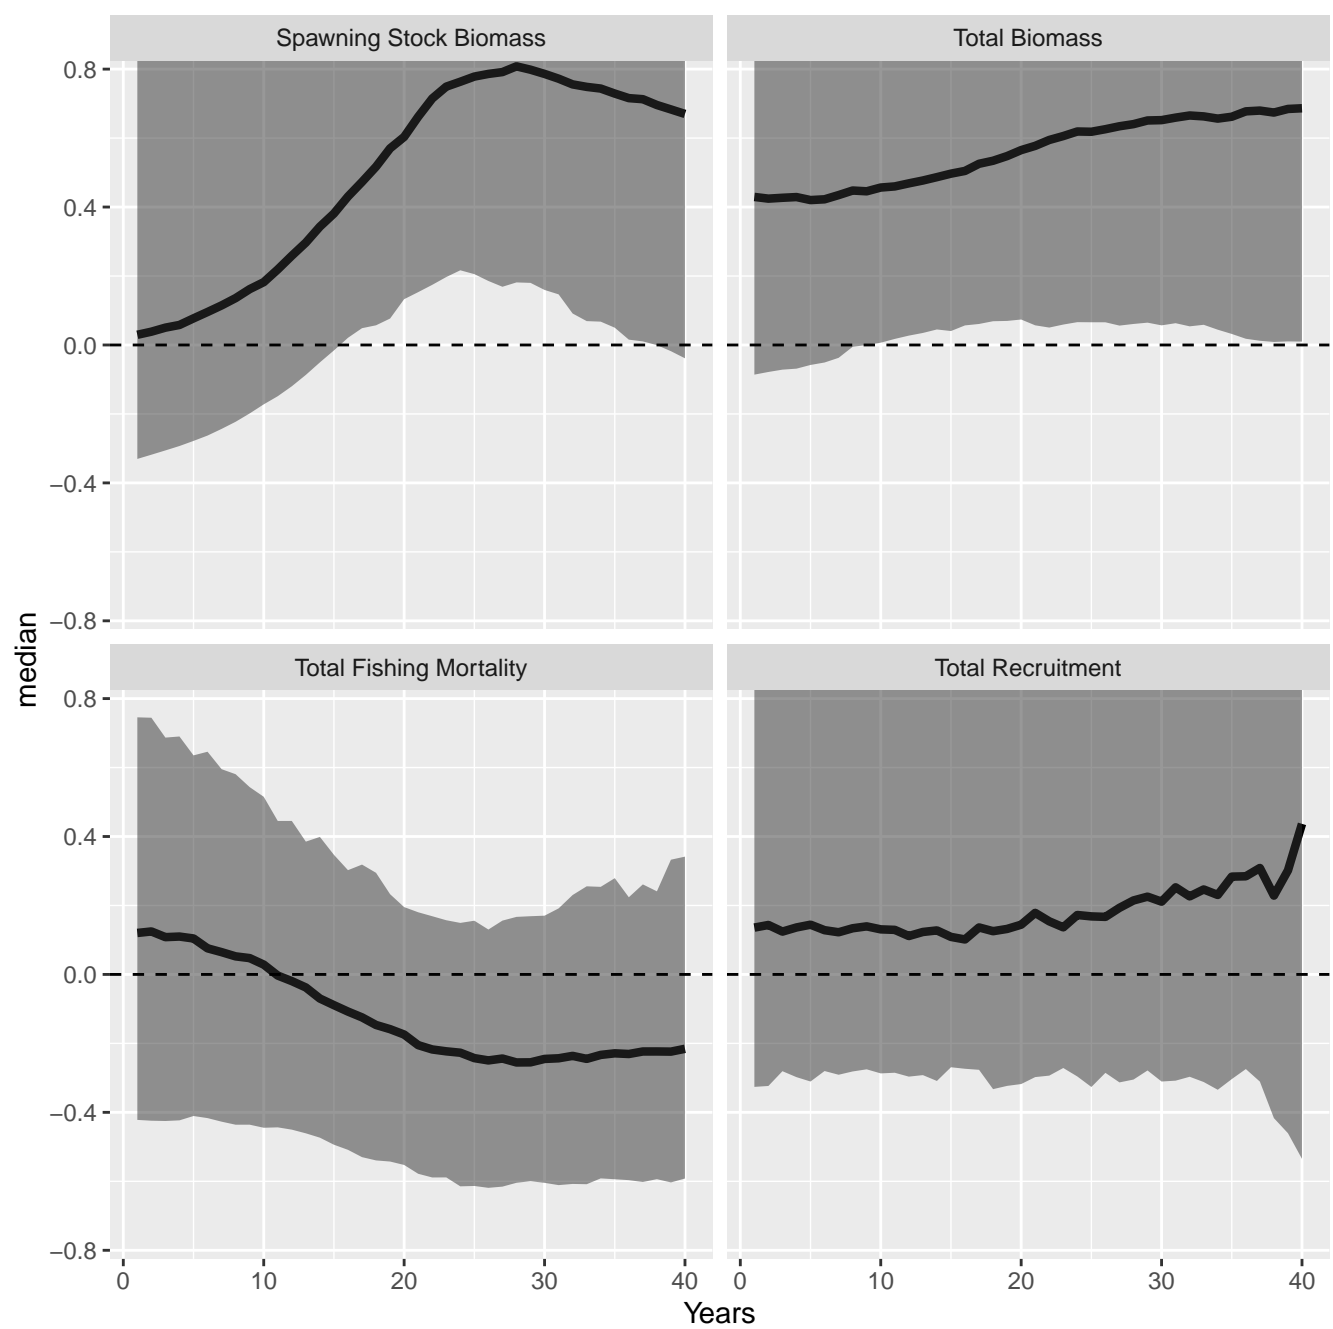 Spawning Stock Biomass
Total Biomass
0.8
0.4
0.0
−0.4
−0.8
median
Total Fishing Mortality
Total Recruitment
0.8
0.4
0.0
−0.4
−0.8
0 10 20 30 40
0 10 20 30 40
Years